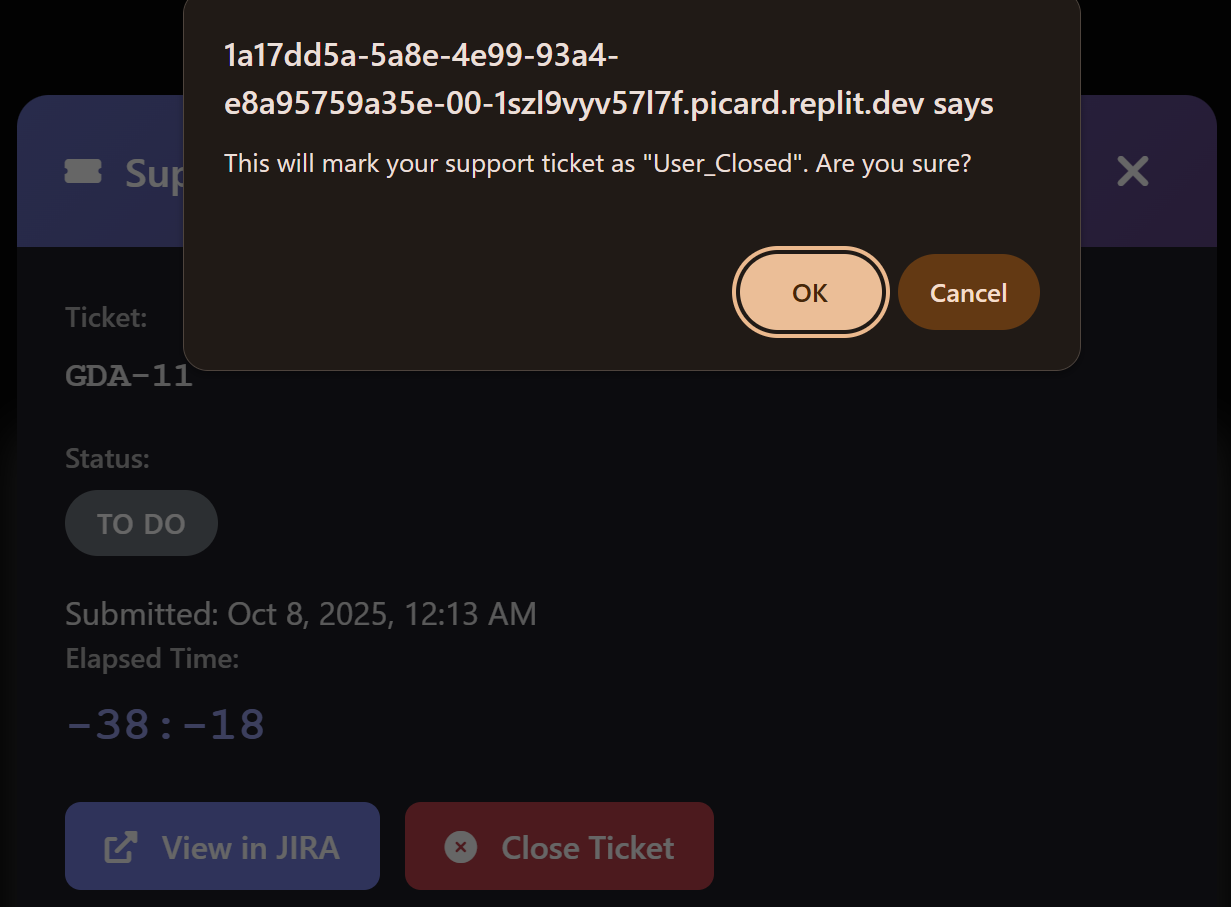 1a17dd5a-5a8e-4e99-93a4-
e8a95759a35e-00-1szl9vyv57l7f.picard.replit.dev says
This will mark your support ticket as "User_Closed". Are you sure?
OK
Cancel
Sup
Ticket:
GDA-11
Status:
TO DO
Submitted: Oct 8, 2025, 12:13 AM
Elapsed Time:
-38:-18
View in JIRA
Close Ticket